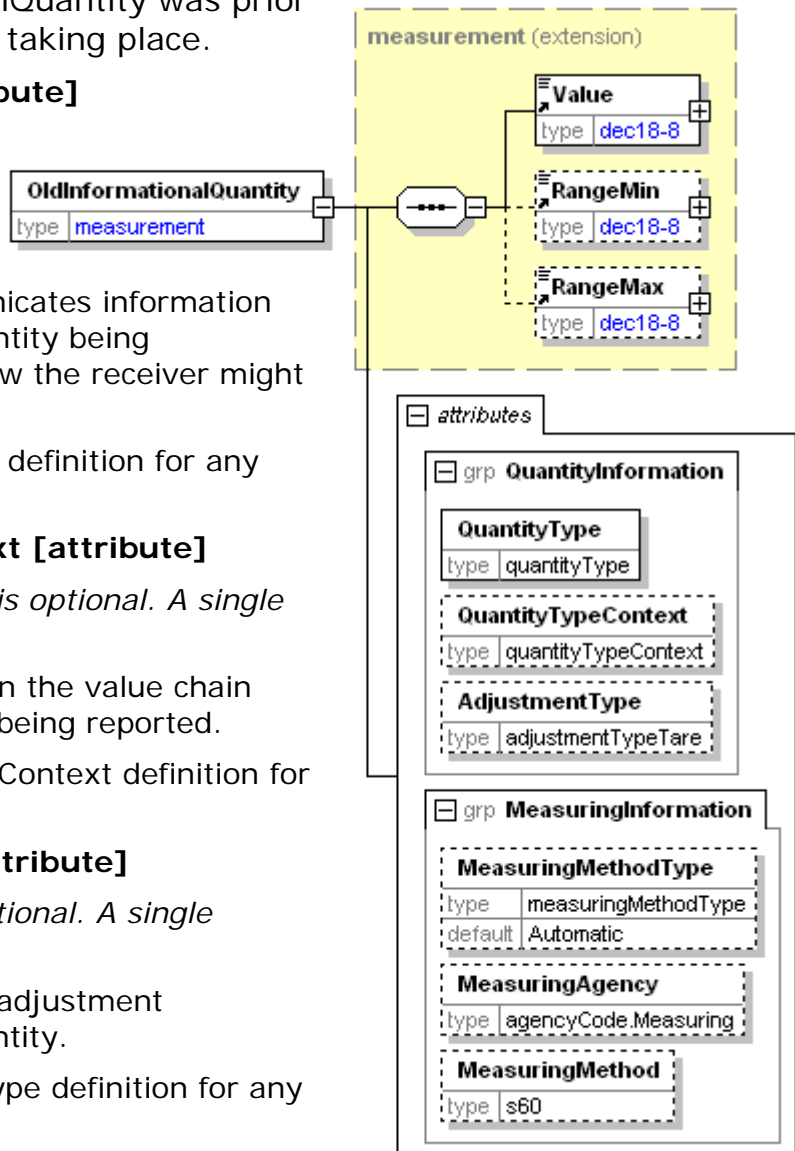 lQuantity was prior
taking place.
bute]
nicates information
ntity being
w the receiver might
definition for any
xt [attribute]
is optional. A single
n the value chain
being reported.
Context definition for
tribute]
tional. A single
adjustment
ntity.
ype definition for any
OldInformationalQuantity
type measurement
measurement (extension)
Value
type dec18-8
RangeMin
type dec18-8
RangeMax
type dec18-8
attributes
grp QuantityInformation
QuantityType
type quantityType
QuantityTypeContext
type quantityTypeContext
AdjustmentType
type adjustmentTypeTare
grp MeasuringInformation
MeasuringMethodType
type measuringMethodType
default Automatic
MeasuringAgency
type agencyCode.Measuring
MeasuringMethod
type s60